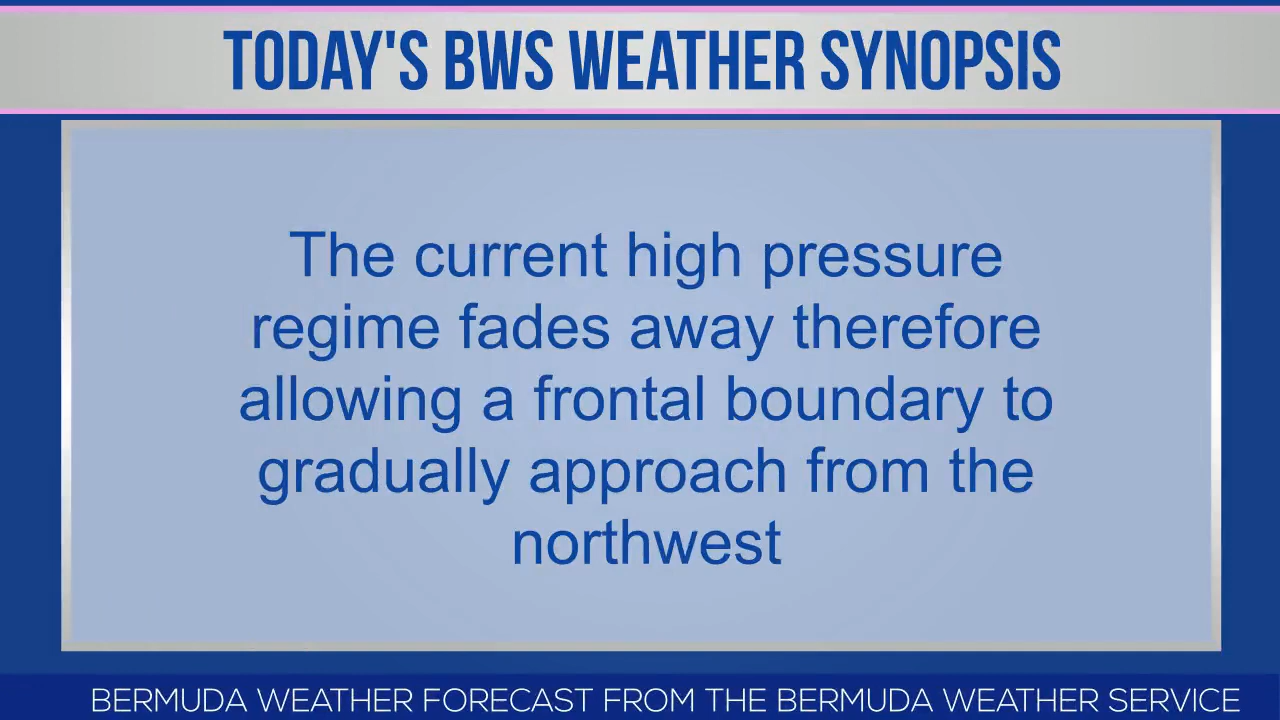 TODAY'S BWS WEATHER SYNOPSIS
The current high pressure
regime fades away therefore
allowing a frontal boundary to
gradually approach from the
northwest
BERMUDA WEATHER FORECAST FROM THE BERMUDA WEATHER SERVICE